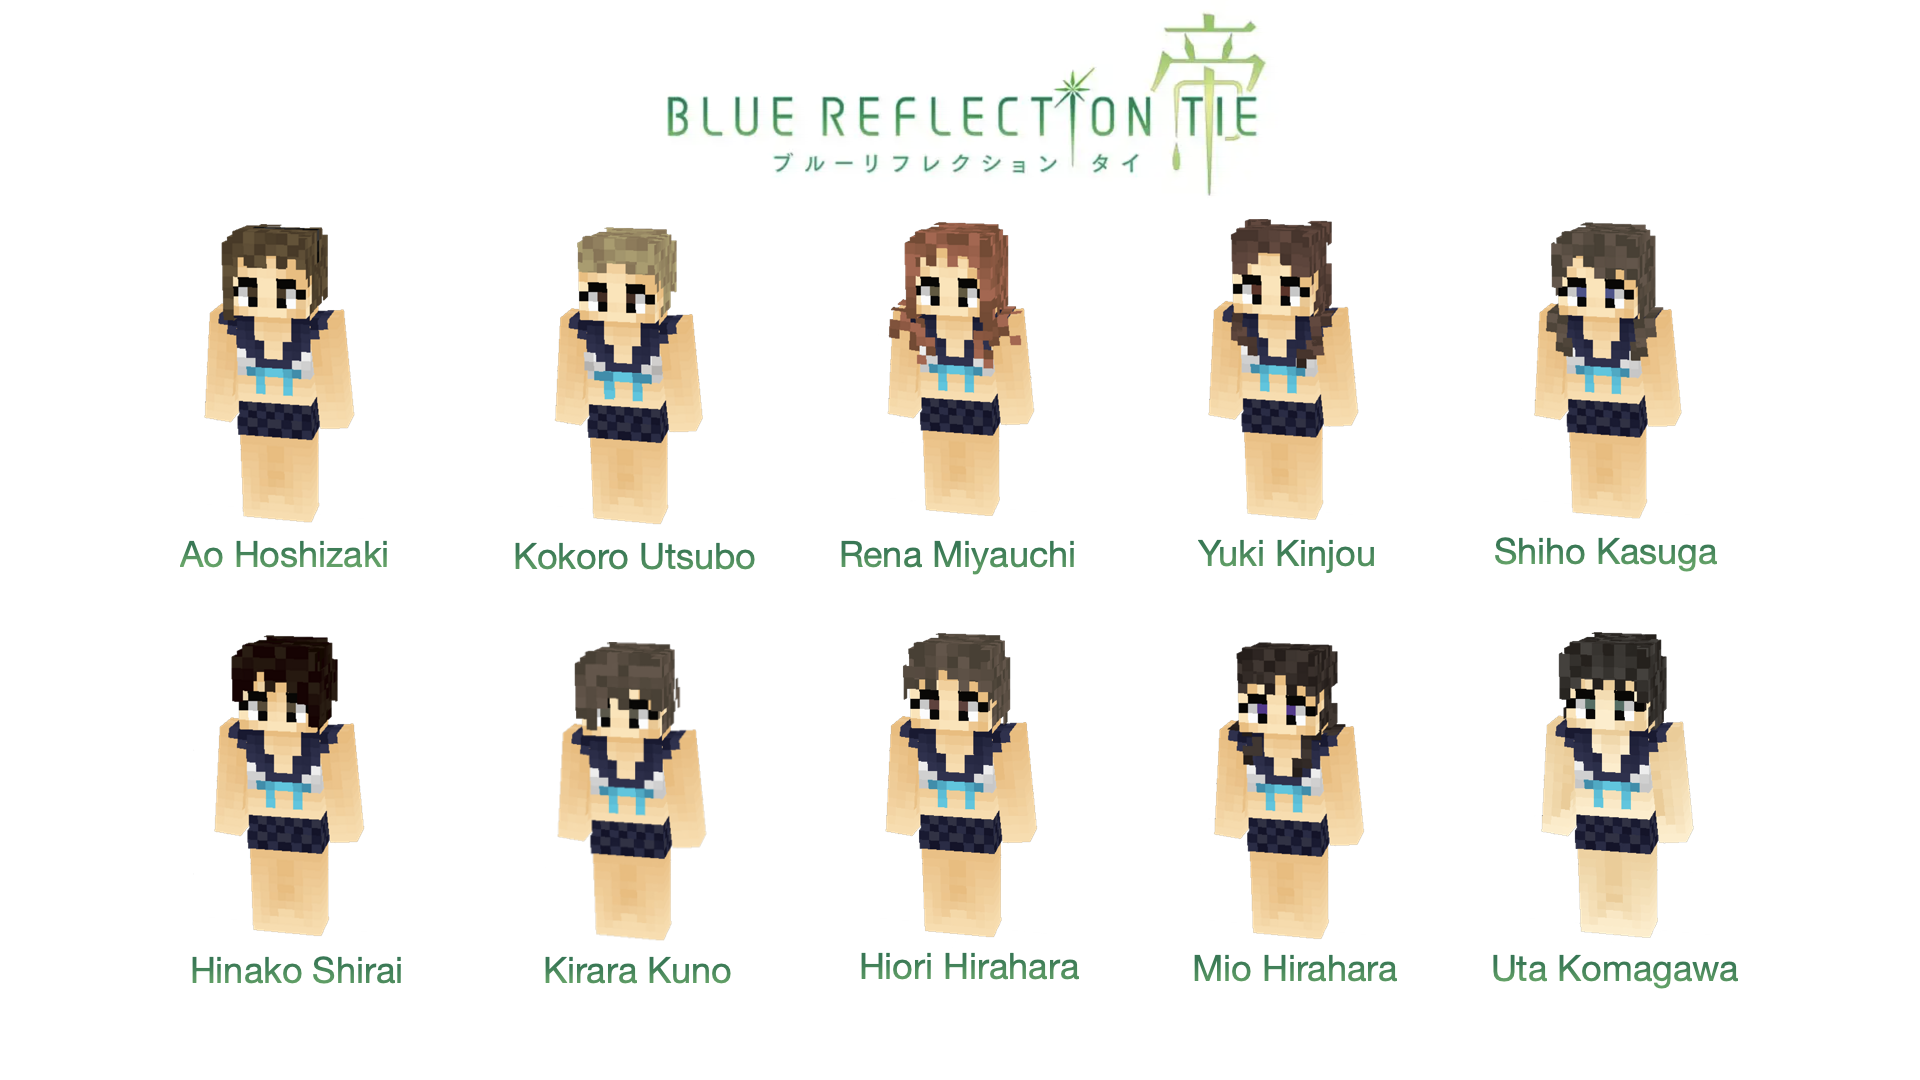 BLUE REFLECTION TIE
帝
ブルーリフレクション タイ
Ao Hoshizaki
Kokoro Utsubo
Rena Miyauchi
Yuki Kinjou
Shiho Kasuga
Hinako Shirai
Kirara Kuno
Hiori Hirahara
Mio Hirahara
Uta Komagawa